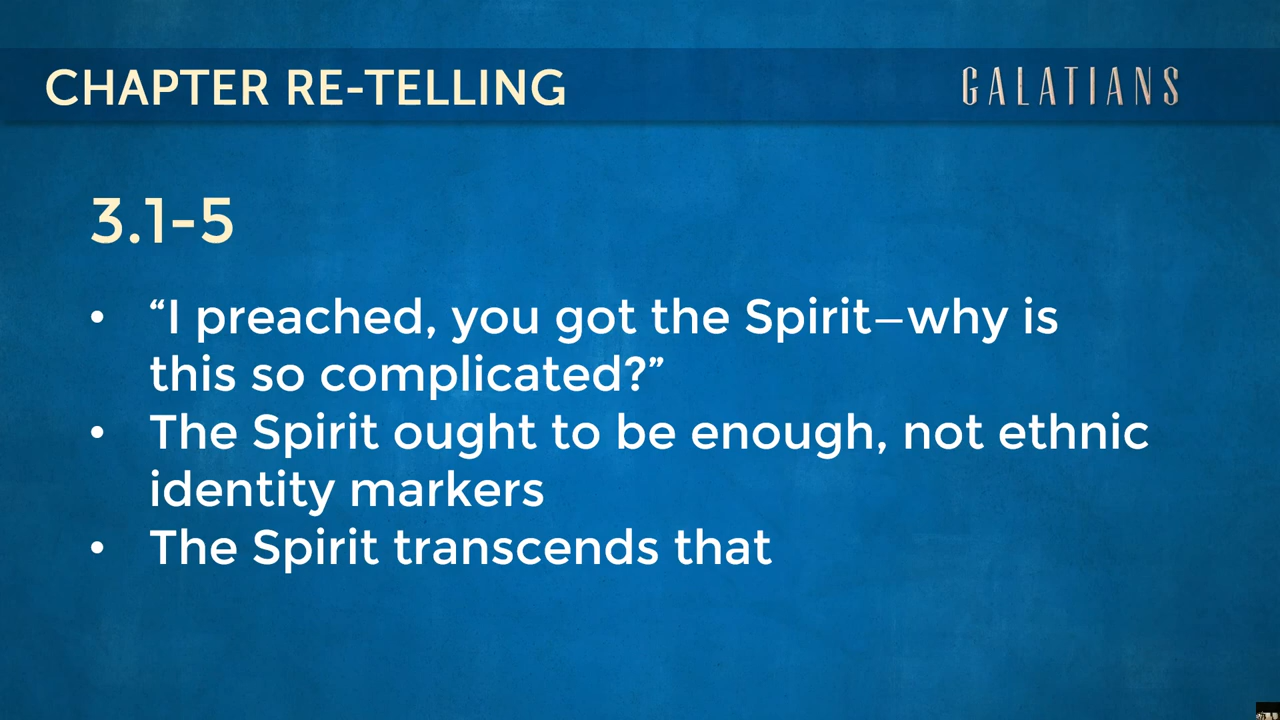 CHAPTER RE-TELLING
GALATIANS
3.1-5
• “I preached, you got the Spirit—why is
this so complicated?”
• The Spirit ought to be enough, not ethnic
identity markers
• The Spirit transcends that